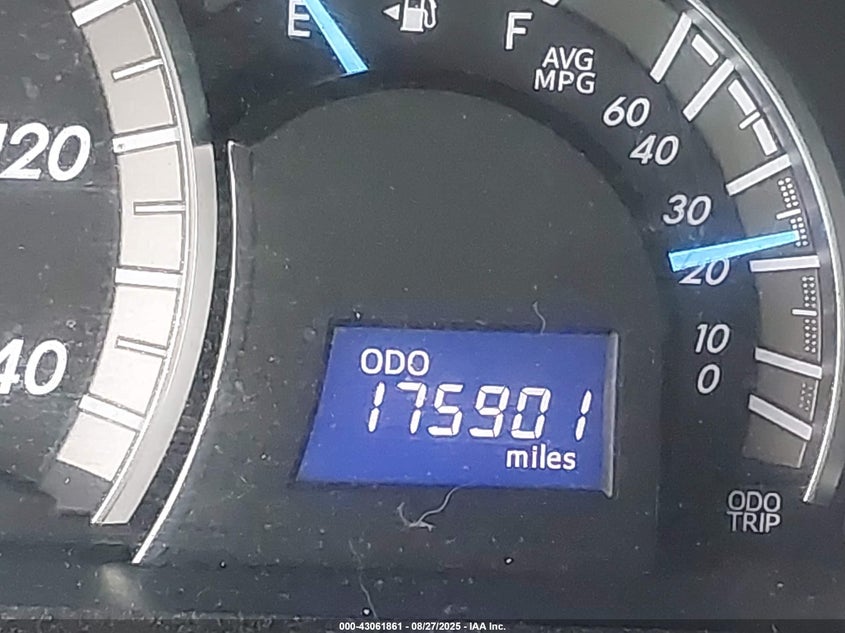 E
F
AVG
MPG
60
40
30
20
10
0
120
40
ODO
175901
miles
ODO
TRIP
000-43061861 - 08/27/2025 - IAA Inc.